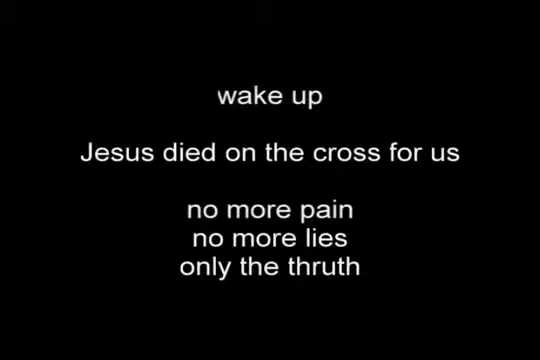 wake up
Jesus died on the cross for us
no more pain
no more lies
only the thruth